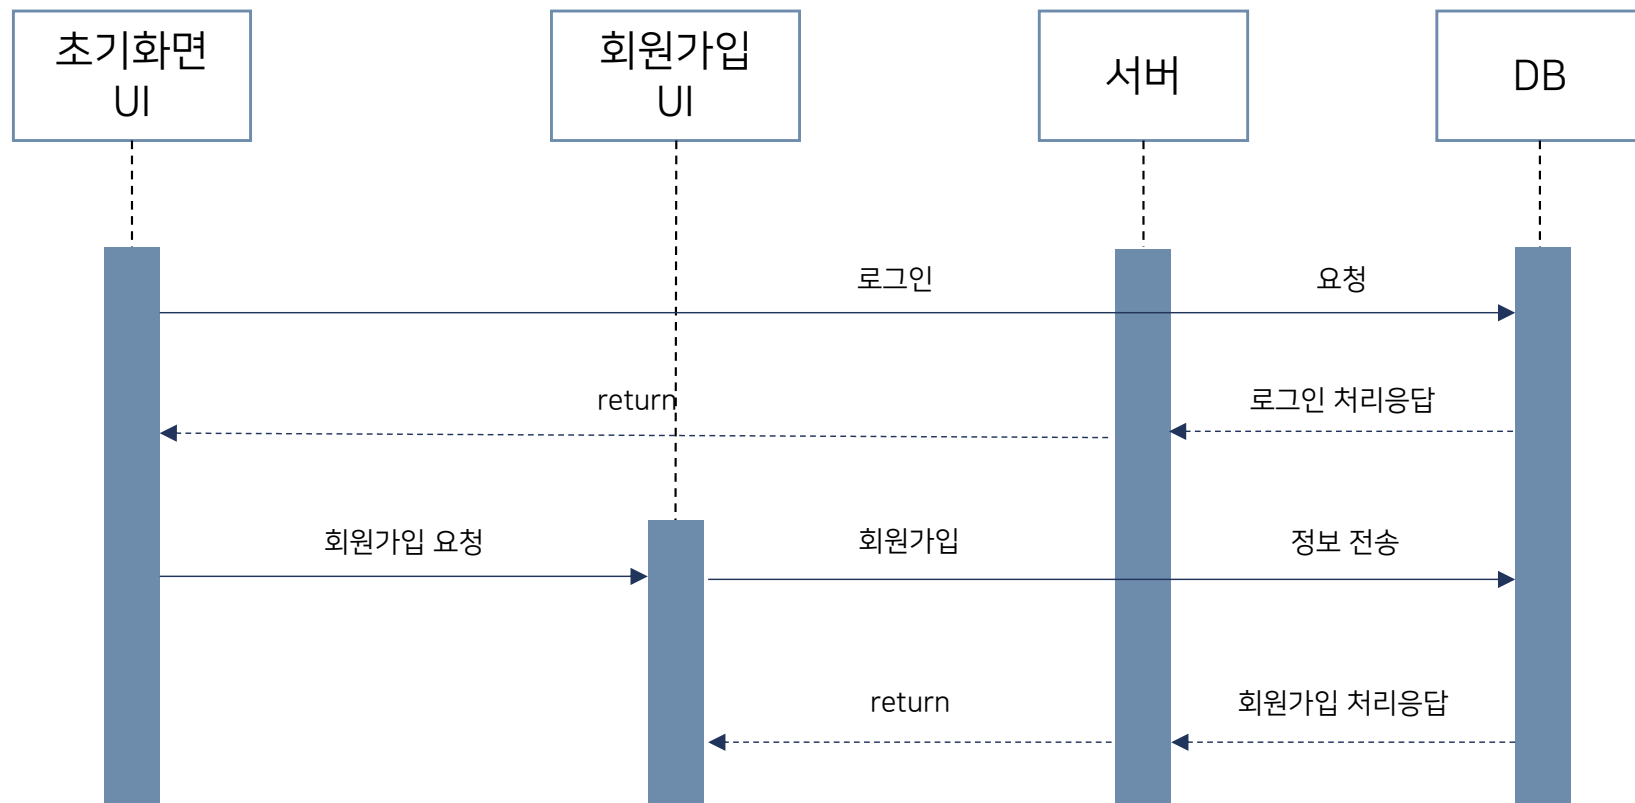 초기화면
UI
회원가입
UI
서버
DB
로그인
요청
return
로그인 처리응답
회원가입 요청
회원가입
정보 전송
return
회원가입 처리응답